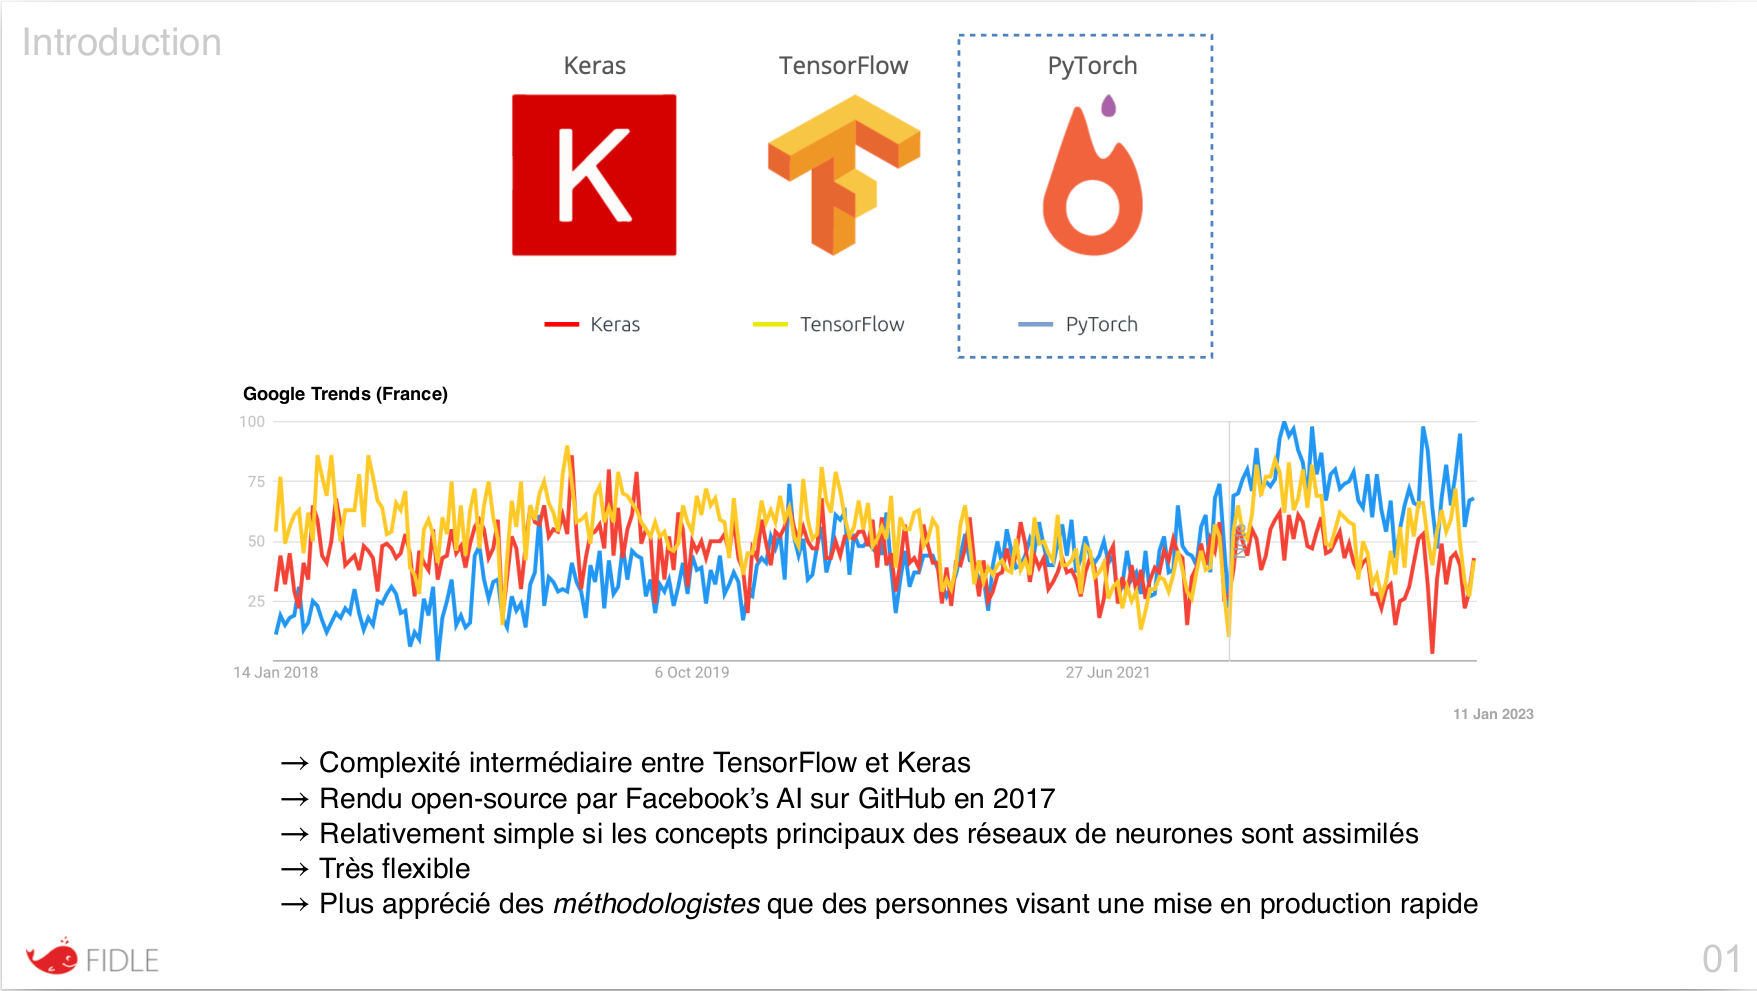 Introduction
Keras
TensorFlow
PyTorch
K
Keras
TensorFlow
PyTorch
Google Trends (France)
100
75
50
25
Note
14 Jan 2018
6 Oct 2019
27 Jun 2021
11 Jan 2023
→ Complexité intermédiaire entre TensorFlow et Keras
→ Rendu open-source par Facebook’s AI sur GitHub en 2017
→ Relativement simple si les concepts principaux des réseaux de neurones sont assimilés
→ Très flexible
→ Plus apprécié des méthodologistes que des personnes visant une mise en production rapide
FIDLE
01